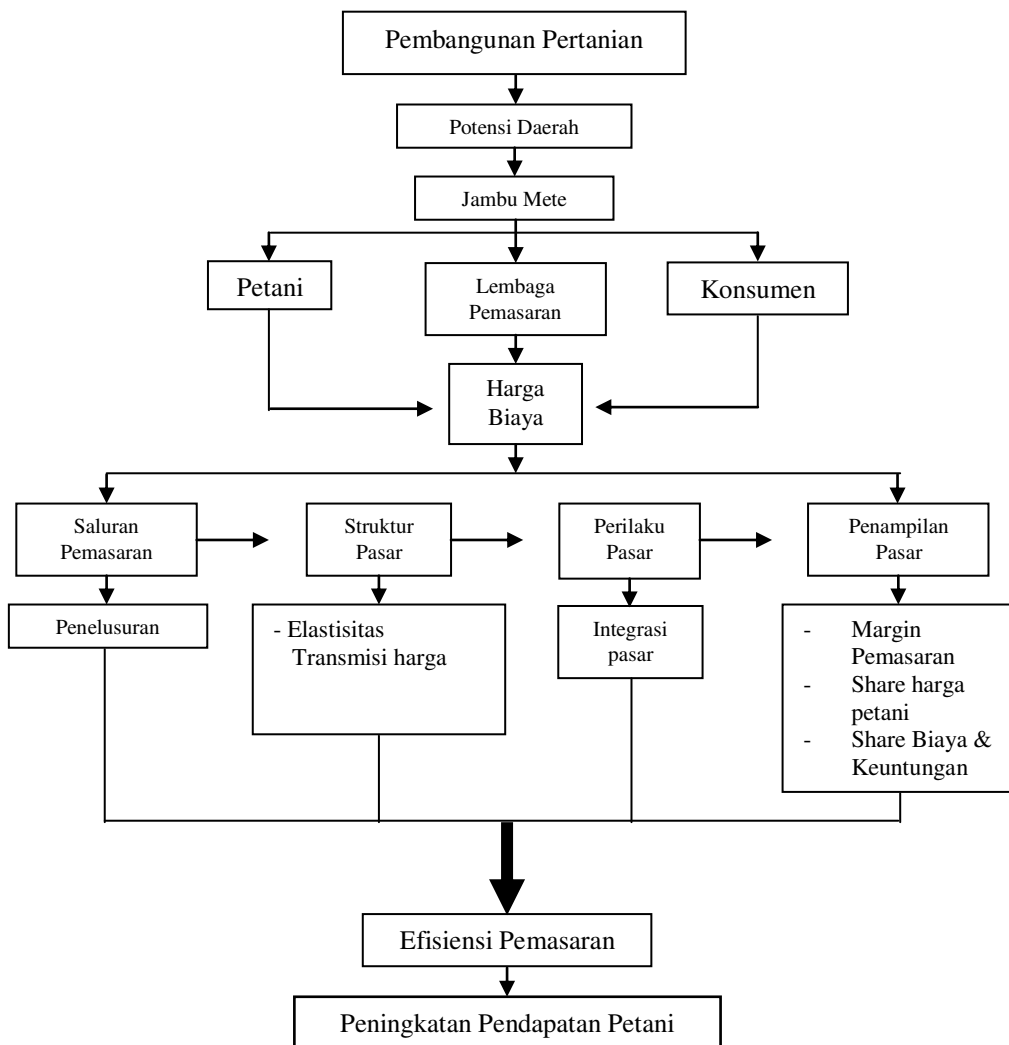 Pembangunan Pertanian
Potensi Daerah
Jambu Mete
Petani
Lembaga
Pemasaran
Konsumen
Harga
Biaya
Saluran
Pemasaran
Struktur
Pasar
Perilaku
Pasar
Penampilan
Pasar
Penelusuran
- Elastisitas
Transmisi harga
Integrasi
pasar
- Margin
Pemasaran
- Share harga
petani
- Share Biaya &
Keuntungan
Efisiensi Pemasaran
Peningkatan Pendapatan Petani